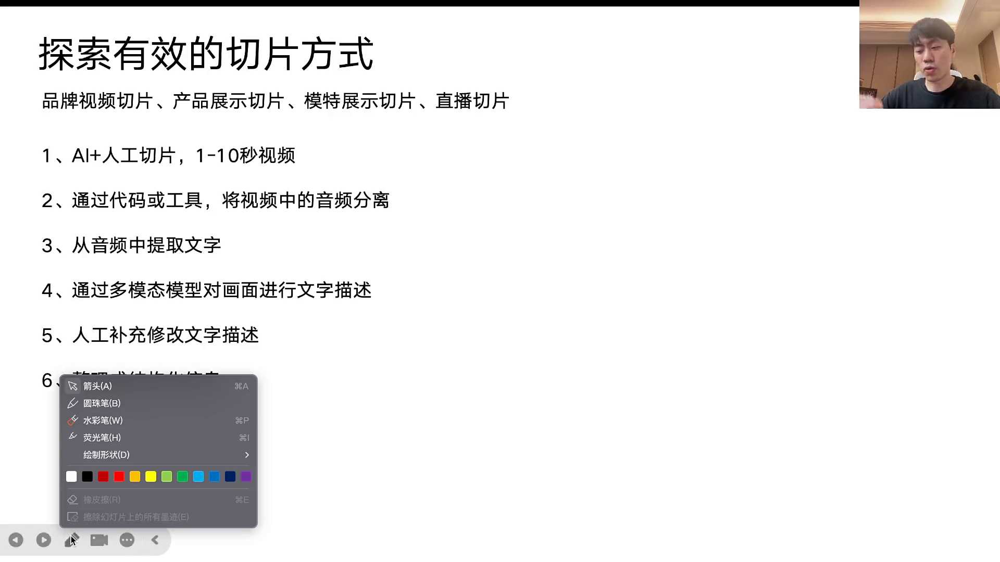 探索有效的切片方式
品牌视频切片、产品展示切片、模特展示切片、直播切片
1、AI+人工切片，1-10秒视频
2、通过代码或工具，将视频中的音频分离
3、从音频中提取文字
4、通过多模态模型对画面进行文字描述
5、人工补充修改文字描述
6、
箭头(A) ⌘A
圆珠笔(B)
水彩笔(W) ⌘P
荧光笔(H) ⌘I
绘制形状(D)
橡皮擦(R) ⌘E
擦除幻灯片上的所有墨迹(E)